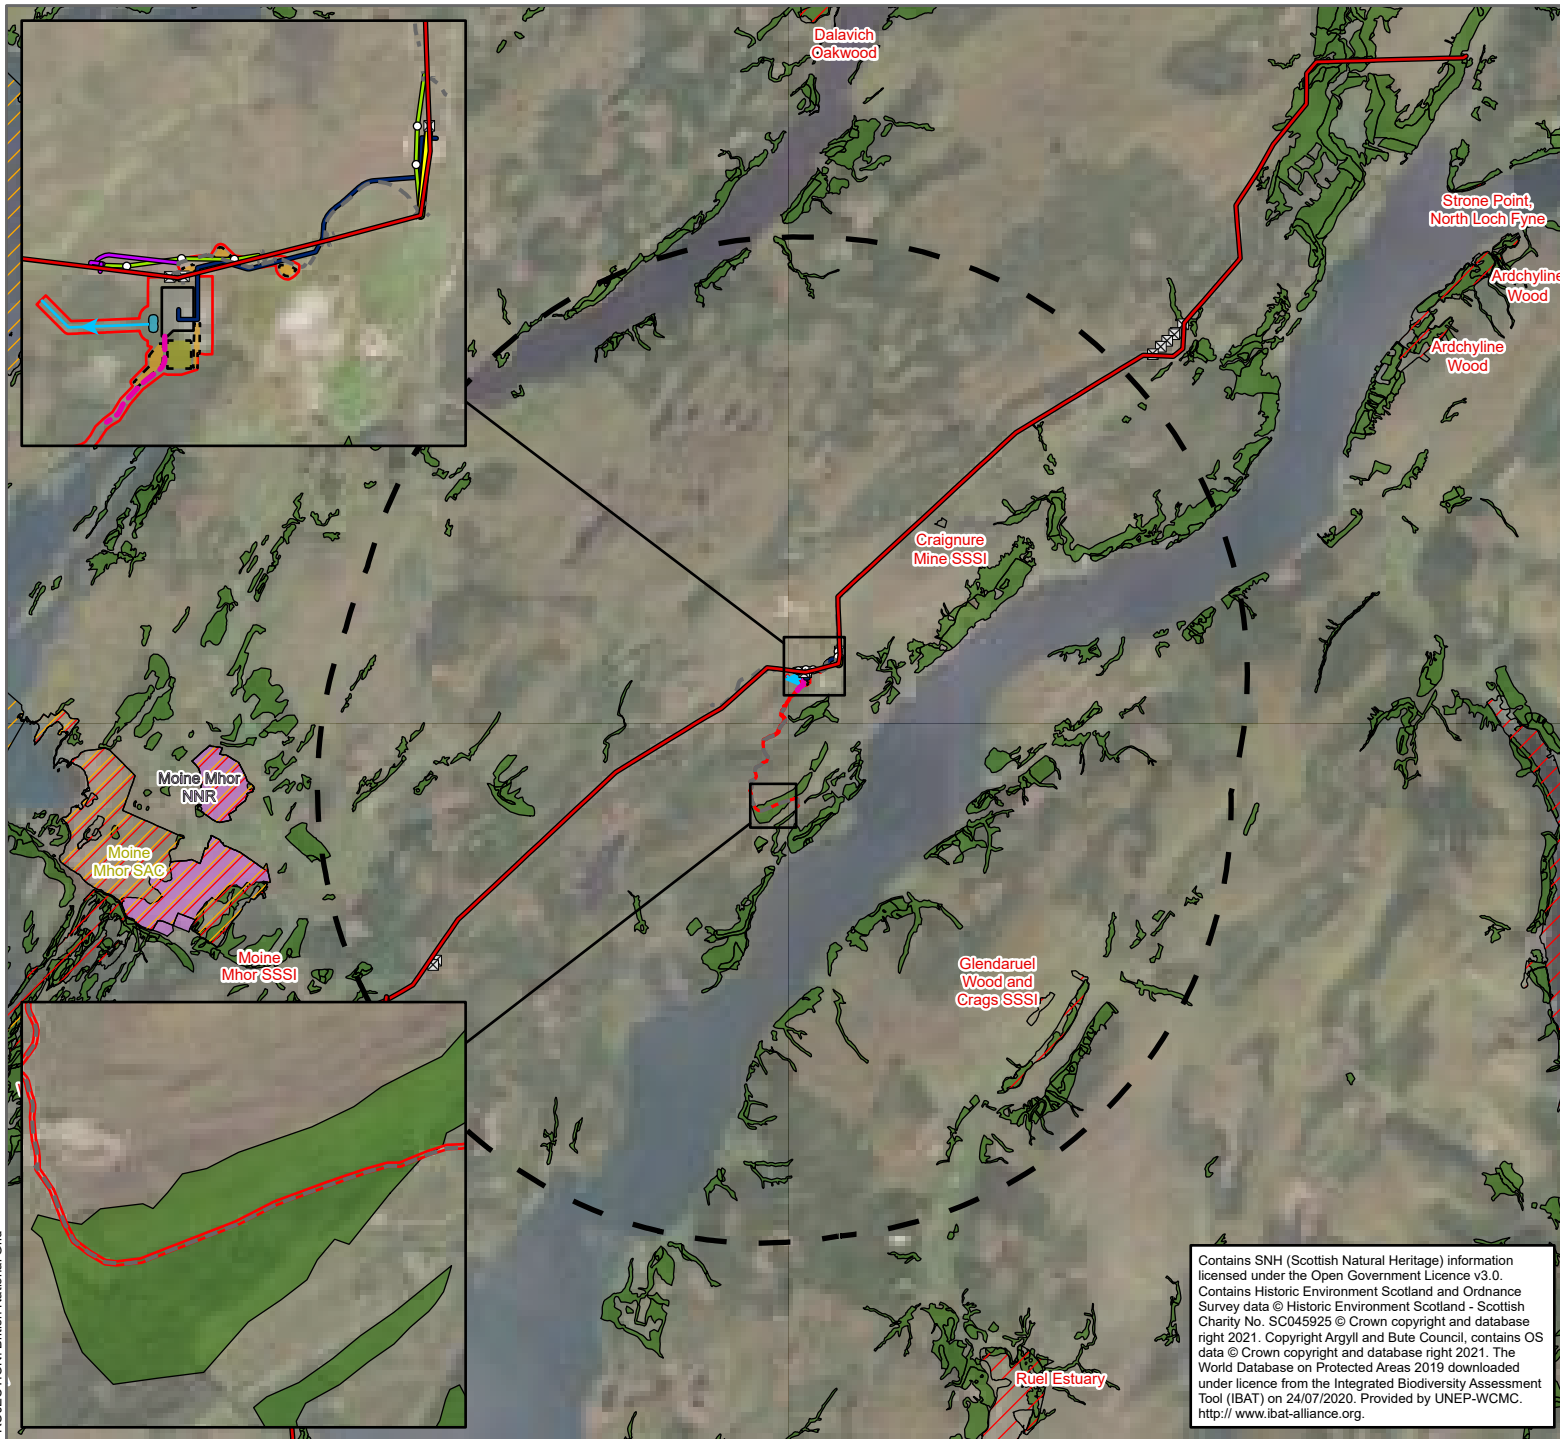 Dalavich
Oakwood
Strone Point,
North Loch Fyne
Ardchyline
Wood
Ardchyline
Wood
Craignure
Mine SSSI
Moine Mhor
NNR
Moine
Mhor SAC
Moine
Mhor SSSI
Glendaruel
Wood and
Crags SSSI
Ruel Estuary
Contains SNH (Scottish Natural Heritage) information
licensed under the Open Government Licence v3.0.
Contains Historic Environment Scotland and Ordnance
Survey data © Historic Environment Scotland - Scottish
Charity No. SC045925 © Crown copyright and database
right 2021. Copyright Argyll and Bute Council, contains OS
data © Crown copyright and database right 2021. The
World Database on Protected Areas 2019 downloaded
under licence from the Integrated Biodiversity Assessment
Tool (IBAT) on 24/07/2020. Provided by UNEP-WCMC.
http:// www.ibat-alliance.org.